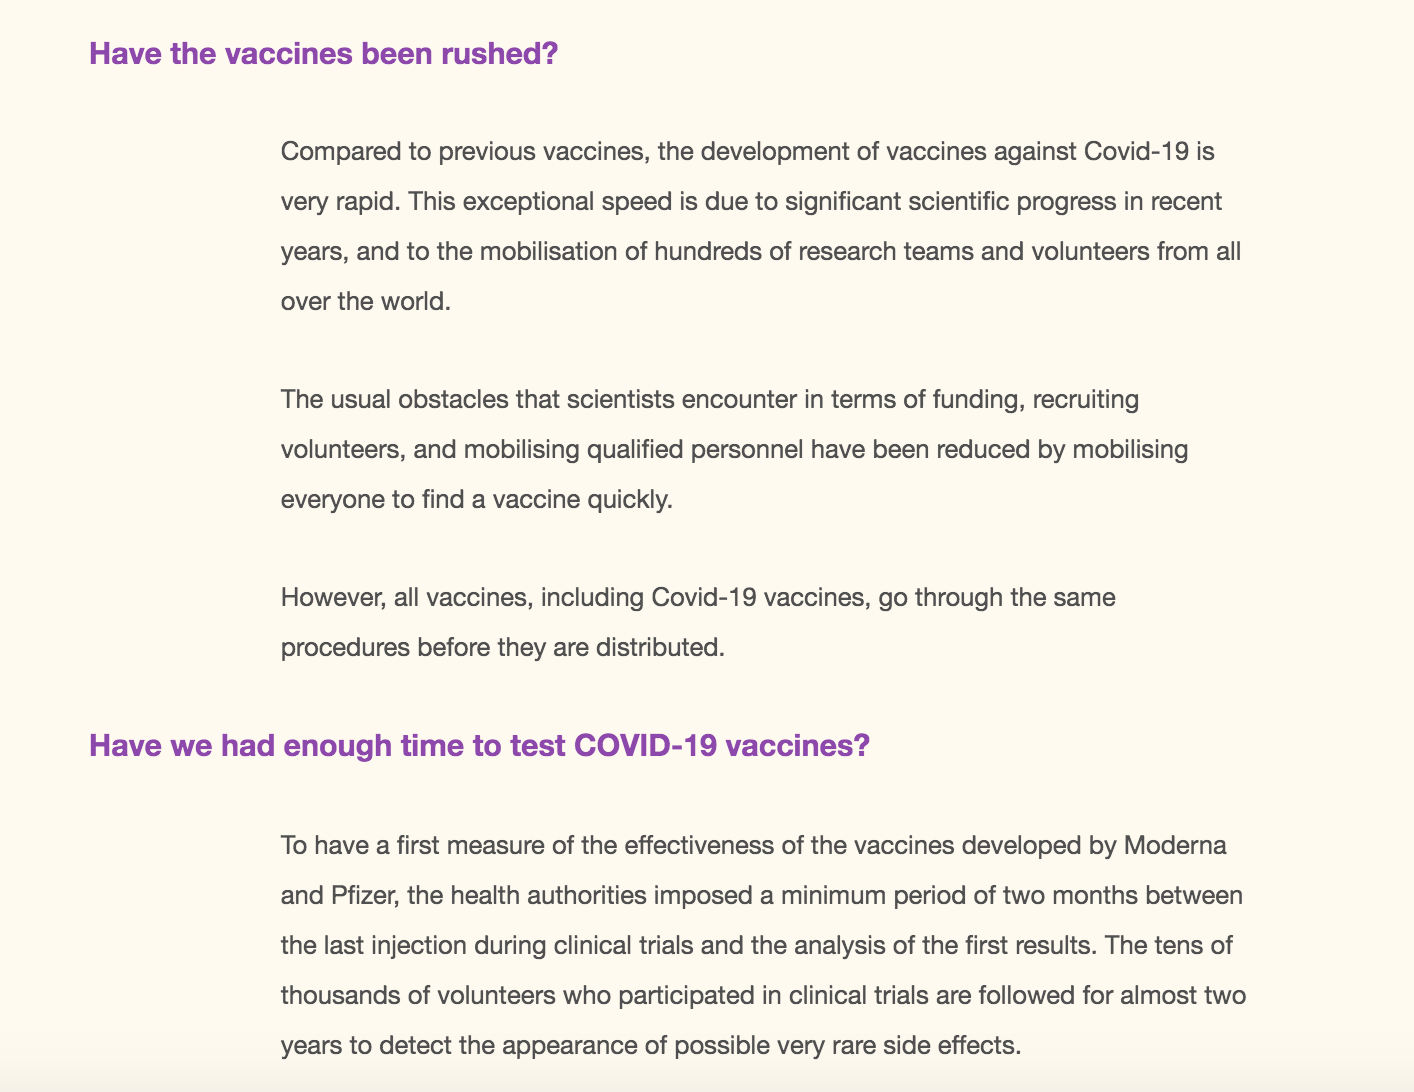 Have the vaccines been rushed?
Compared to previous vaccines, the development of vaccines against Covid-19 is
very rapid. This exceptional speed is due to significant scientific progress in recent
years, and to the mobilisation of hundreds of research teams and volunteers from all
over the world.
The usual obstacles that scientists encounter in terms of funding, recruiting
volunteers, and mobilising qualified personnel have been reduced by mobilising
everyone to find a vaccine quickly.
However, all vaccines, including Covid-19 vaccines, go through the same
procedures before they are distributed.
Have we had enough time to test COVID-19 vaccines?
To have a first measure of the effectiveness of the vaccines developed by Moderna
and Pfizer, the health authorities imposed a minimum period of two months between
the last injection during clinical trials and the analysis of the first results. The tens of
thousands of volunteers who participated in clinical trials are followed for almost two
years to detect the appearance of possible very rare side effects.